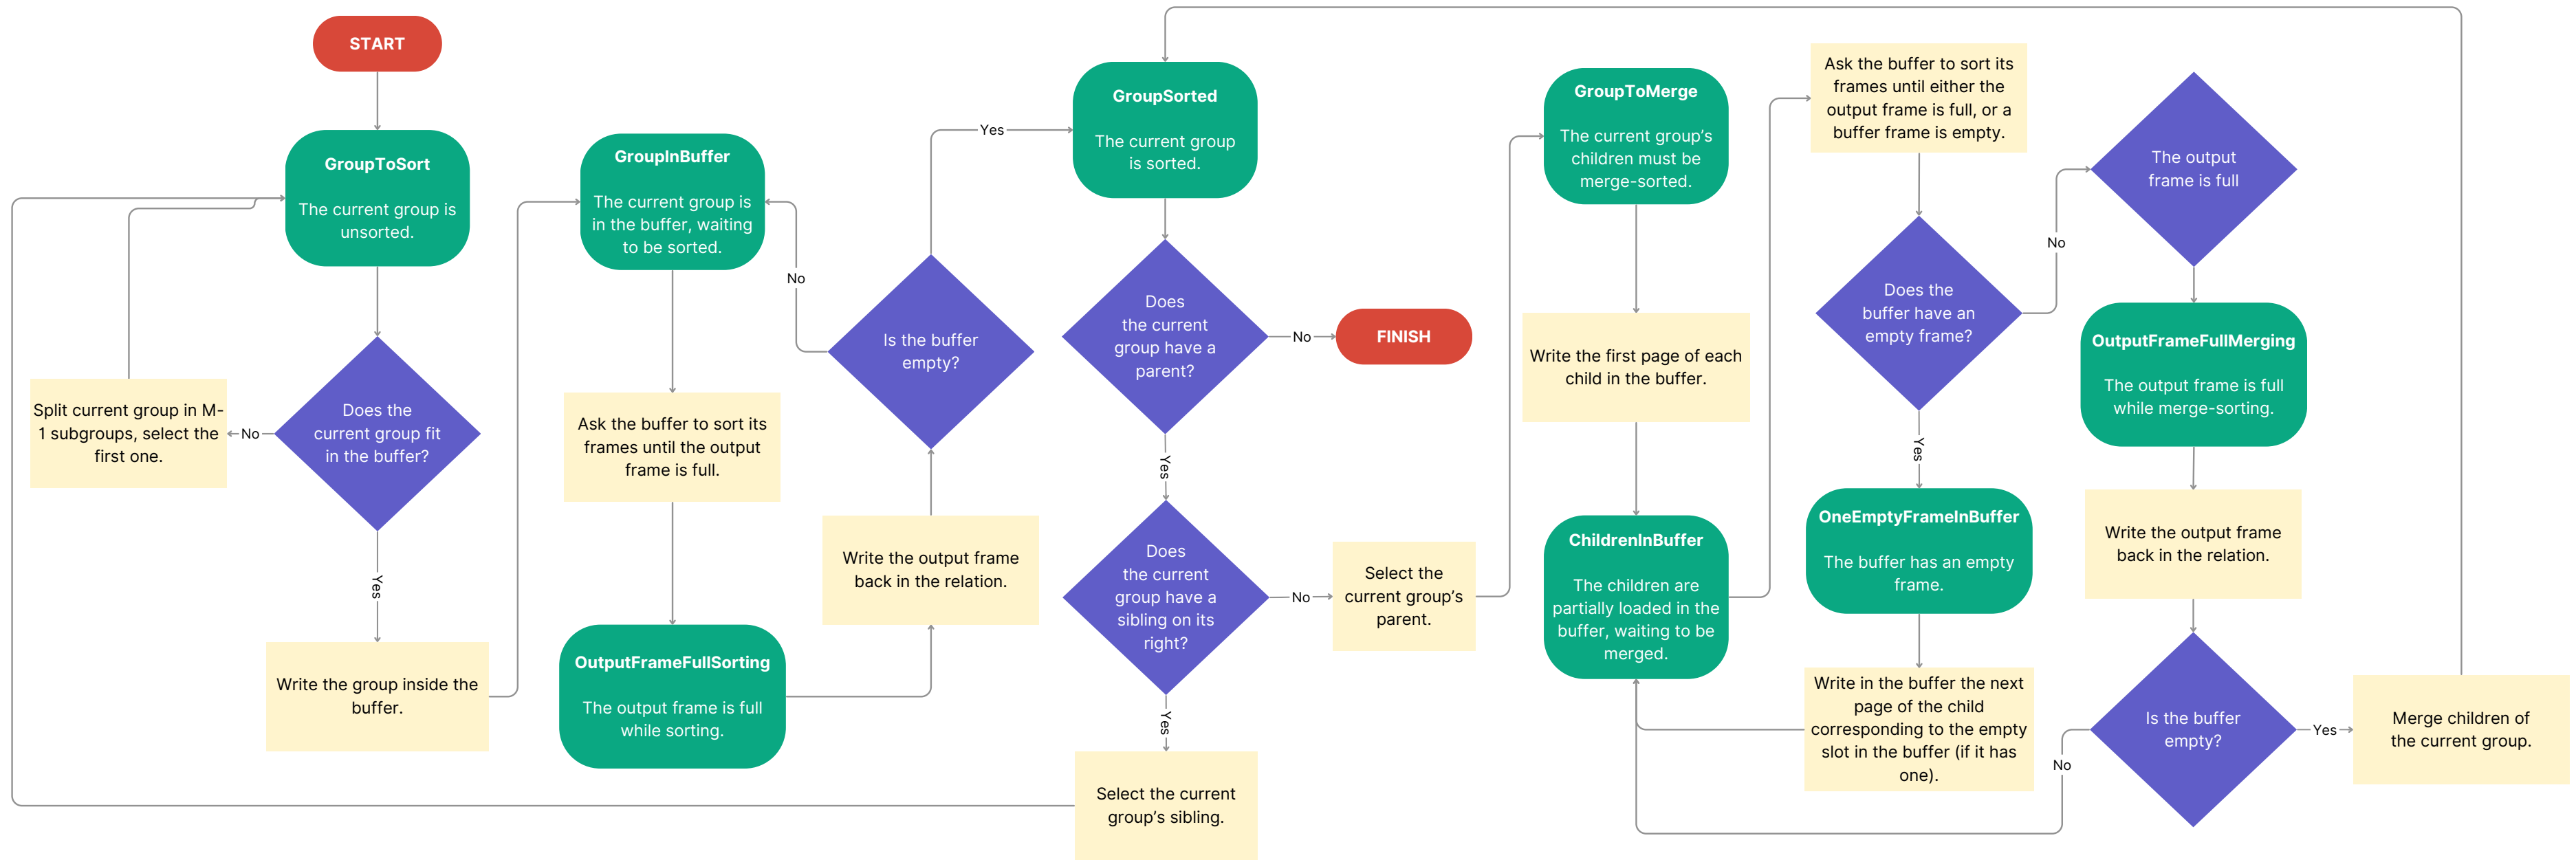 START
GroupToSort
The current group is
unsorted.
Does the
current group fit
in the buffer?
No
Split current group in M-
1 subgroups, select the
first one.
Yes
Write the group inside the
buffer.
GroupInBuffer
The current group is
in the buffer, waiting
to be sorted.
Ask the buffer to sort its
frames until the output
frame is full.
OutputFrameFullSorting
The output frame is full
while sorting.
Write the output frame
back in the relation.
Is the buffer
empty?
No
Yes
GroupSorted
The current group
is sorted.
Does
the current
group have a
parent?
No
FINISH
Yes
Does
the current
group have a
sibling on its
right?
No
Select the
current group’s
parent.
Yes
Select the current
group’s sibling.
GroupToMerge
The current group’s
children must be
merge-sorted.
Write the first page of each
child in the buffer.
ChildrenInBuffer
The children are
partially loaded in the
buffer, waiting to be
merged.
Ask the buffer to sort its
frames until either the
output frame is full, or a
buffer frame is empty.
Does the
buffer have an
empty frame?
Yes
OneEmptyFrameInBuffer
The buffer has an empty
frame.
Write in the buffer the next
page of the child
corresponding to the empty
slot in the buffer (if it has
one).
No
The output
frame is full
OutputFrameFullMerging
The output frame is full
while merge-sorting.
Write the output frame
back in the relation.
Is the buffer
empty?
No
Yes
Merge children of
the current group.